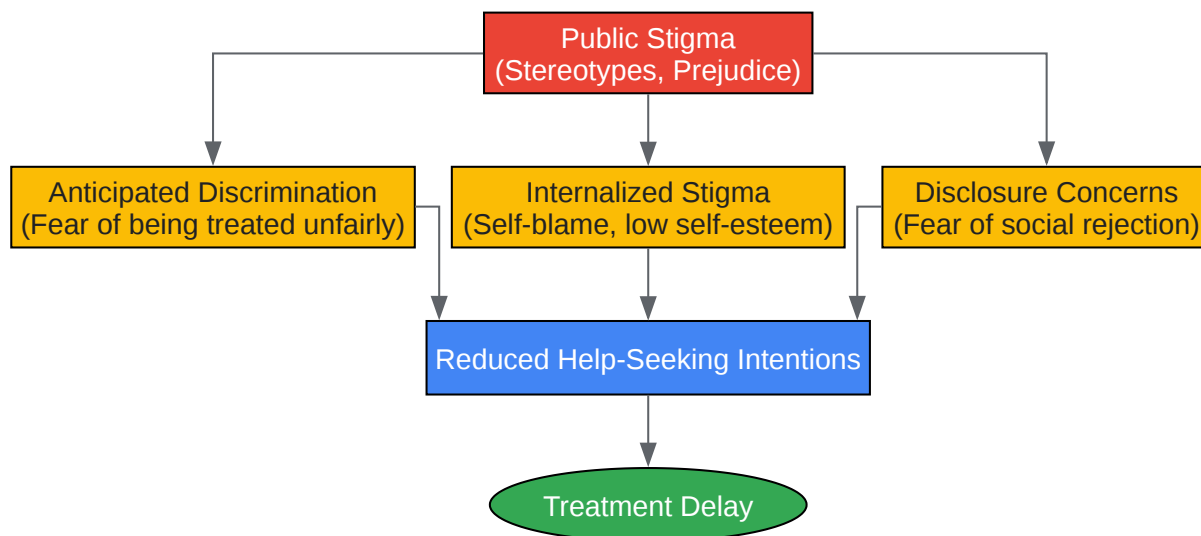 Public Stigma
(Stereotypes, Prejudice)
Anticipated Discrimination
(Fear of being treated unfairly)
Internalized Stigma
(Self-blame, low self-esteem)
Disclosure Concerns
(Fear of social rejection)
Reduced Help-Seeking Intentions
Treatment Delay